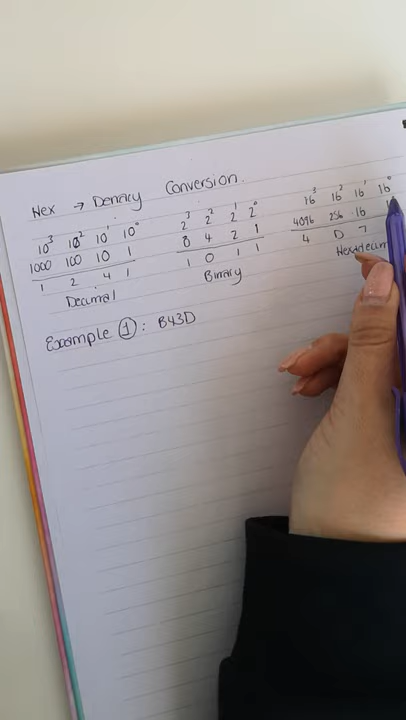 Hex → Denary Conversion
10³ 10² 10¹ 10⁰
1000 100 10 1
1 2 4 1
Decimal
2³ 2² 2¹ 2⁰
8 4 2 1
1 0 1 1
Binary
16³ 16² 16¹ 16⁰
4096 256 16
4 D 7
Hexadecim
Example ①: B43D